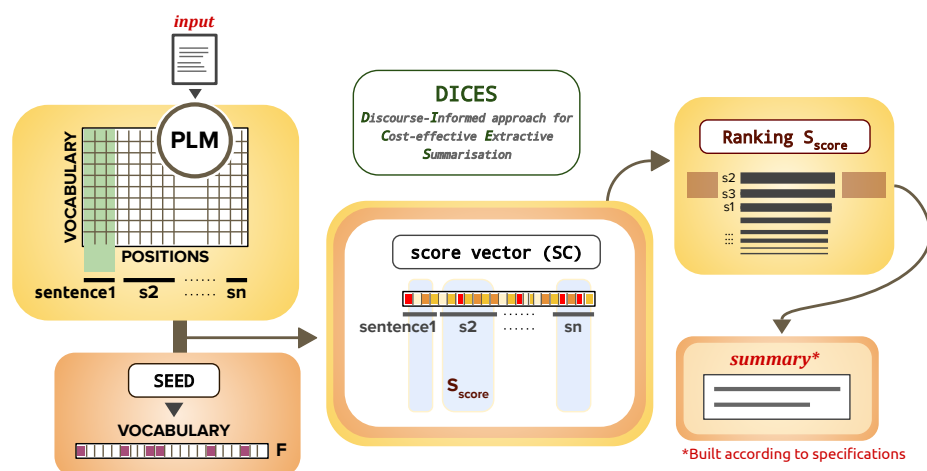 input
PLM
VOCABULARY
POSITIONS
sentence1 s2 ...... sn
SEED
VOCABULARY
F
DICES
Discourse-Informed approach for
Cost-effective Extractive
Summarisation
score vector (SC)
sentence1 s2 ...... sn
Sscore
Ranking Sscore
s2
s3
s1
...
...
summary*
*Built according to specifications